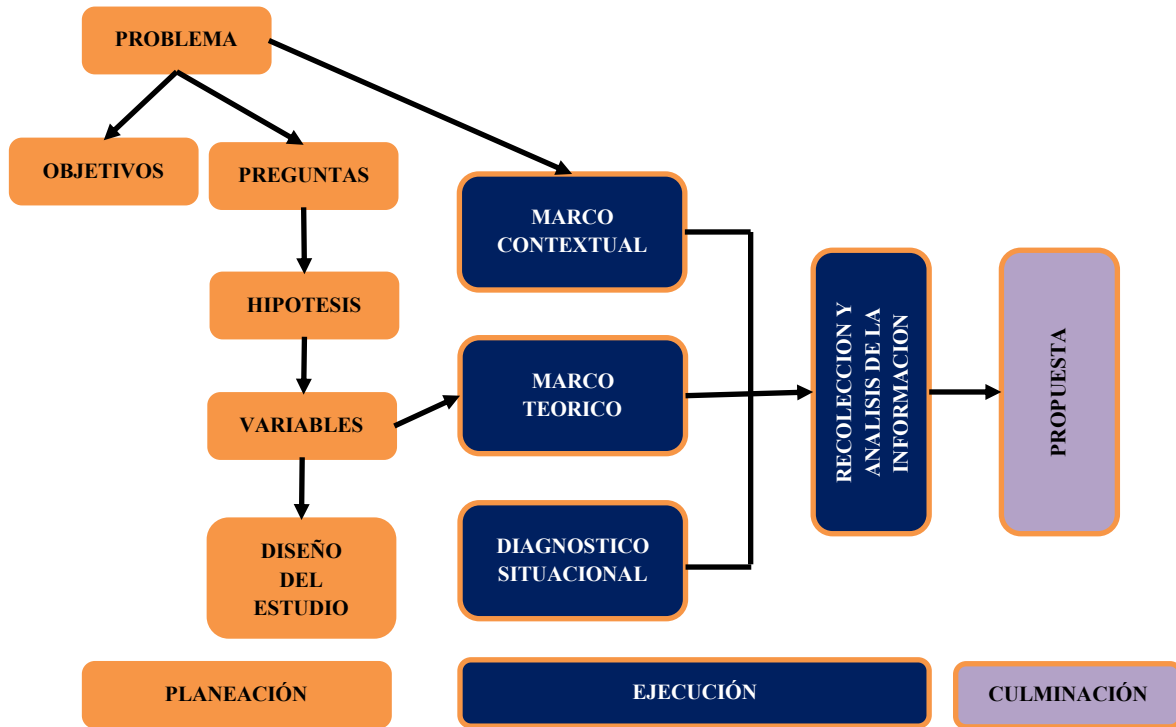 PROBLEMA
OBJETIVOS
PREGUNTAS
HIPOTESIS
VARIABLES
DISEÑO
DEL
ESTUDIO
MARCO
CONTEXTUAL
MARCO
TEORICO
DIAGNOSTICO
SITUACIONAL
RECOLECCION Y
ANALISIS DE LA
INFORMACION
PROPUESTA
PLANEACIÓN
EJECUCIÓN
CULMINACIÓN